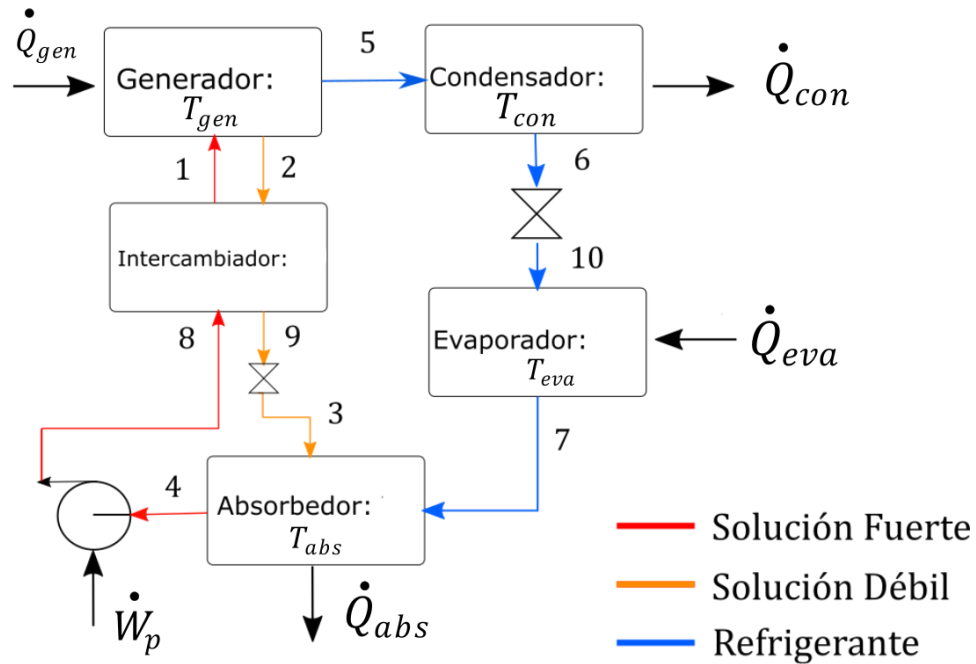 Q̇gen
5
Generador:
Tgen
Condensador:
Tcon
Q̇con
1
2
6
Intercambiador:
10
8
9
Evaporador:
Teva
Q̇eva
3
7
4
Absorbedor:
Tabs
Ẇp
Q̇abs
Solución Fuerte
Solución Débil
Refrigerante